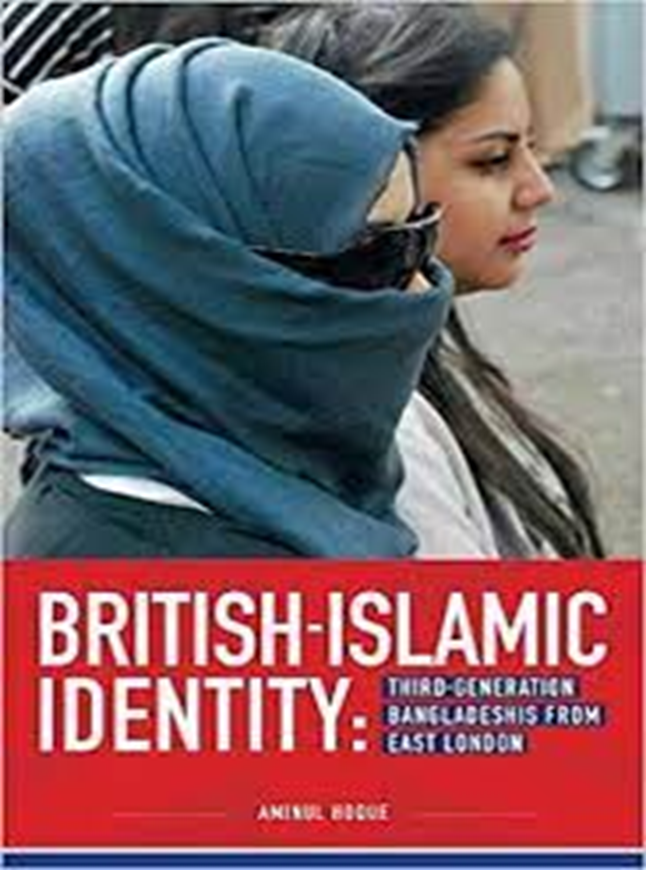 BRITISH-ISLAMIC
IDENTITY:
THIRD-GENERATION
BANGLADESHIS FROM
EAST LONDON
AMINUL HOQUE